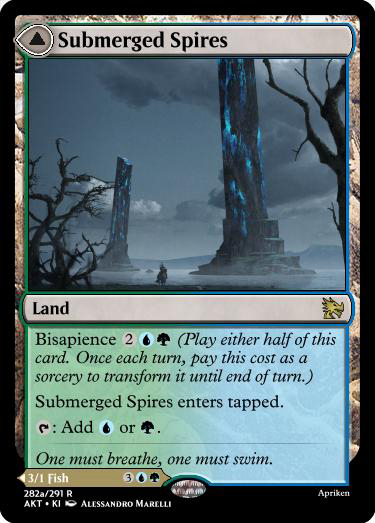 Submerged Spires
Land
Bisapience 2 (Play either half of this
card. Once each turn, pay this cost as a
sorcery to transform it until end of turn.)
Submerged Spires enters tapped.
: Add or .
One must breathe, one must swim.
3/1 Fish 3
282a/291 R
AKT • KI Alessandro Marelli
Apriken